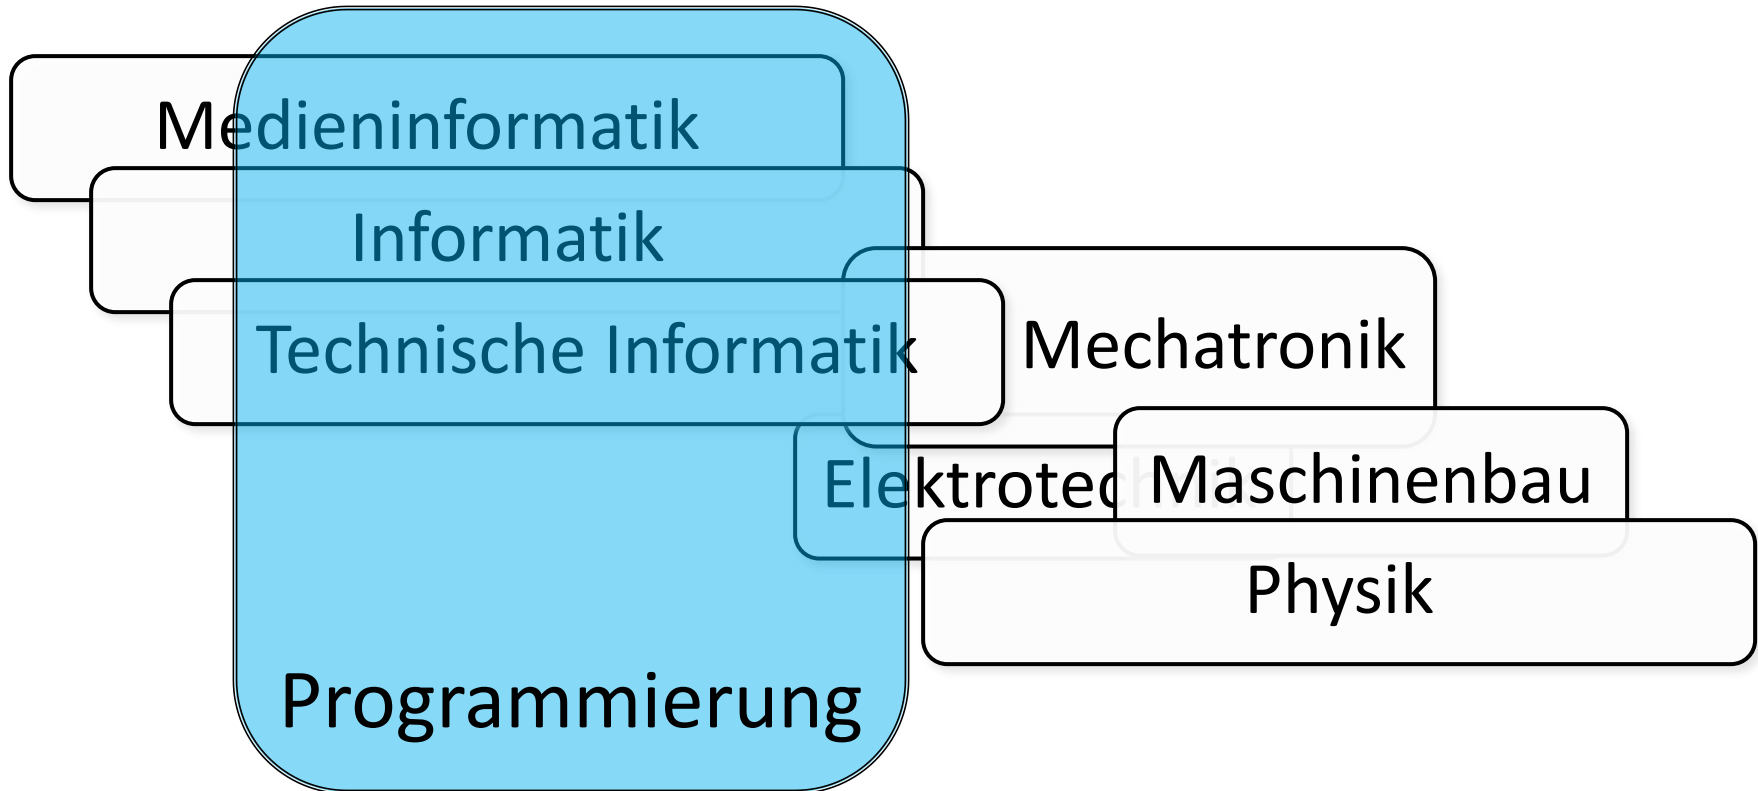 Medieninformatik
Informatik
Technische Informatik
Mechatronik
Elektrotechnik
Maschinenbau
Physik
Programmierung